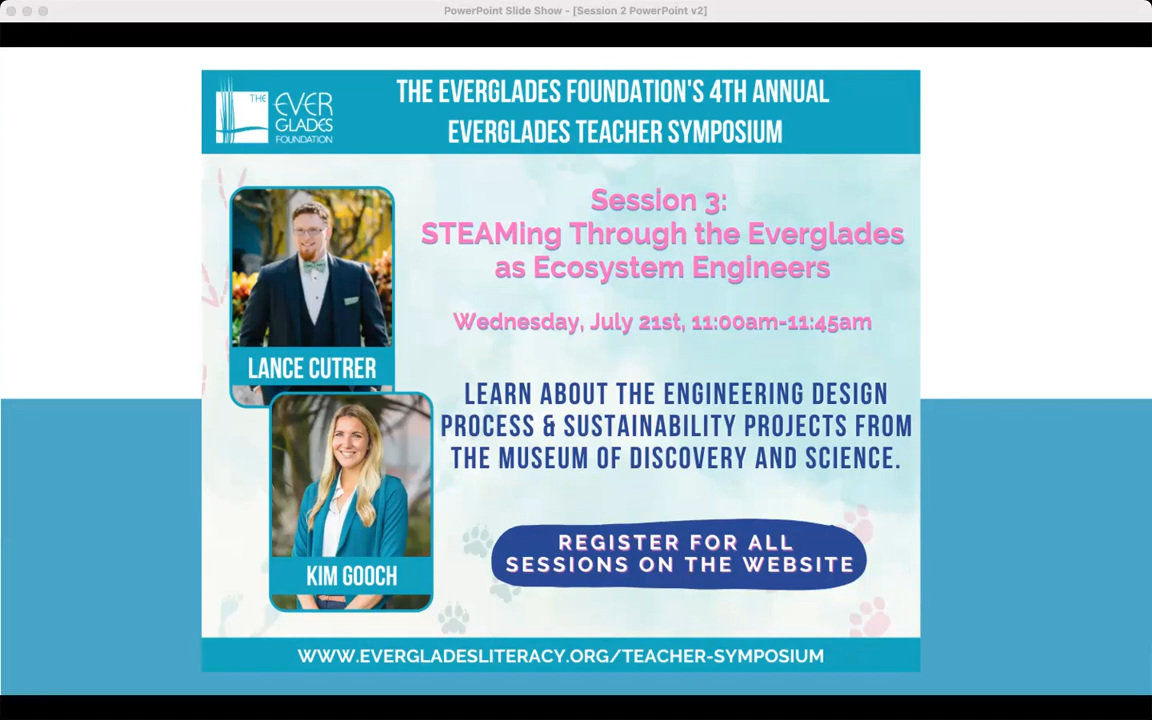 PowerPoint Slide Show - [Session 2 PowerPoint v2]
THE
EVER
GLADES
FOUNDATION
THE EVERGLADES FOUNDATION'S 4TH ANNUAL
EVERGLADES TEACHER SYMPOSIUM
Session 3:
STEAMing Through the Everglades
as Ecosystem Engineers
Wednesday, July 21st, 11:00am-11:45am
LANCE CUTRER
LEARN ABOUT THE ENGINEERING DESIGN
PROCESS & SUSTAINABILITY PROJECTS FROM
THE MUSEUM OF DISCOVERY AND SCIENCE.
KIM GOOCH
REGISTER FOR ALL
SESSIONS ON THE WEBSITE
WWW.EVERGLADESLITERACY.ORG/TEACHER-SYMPOSIUM